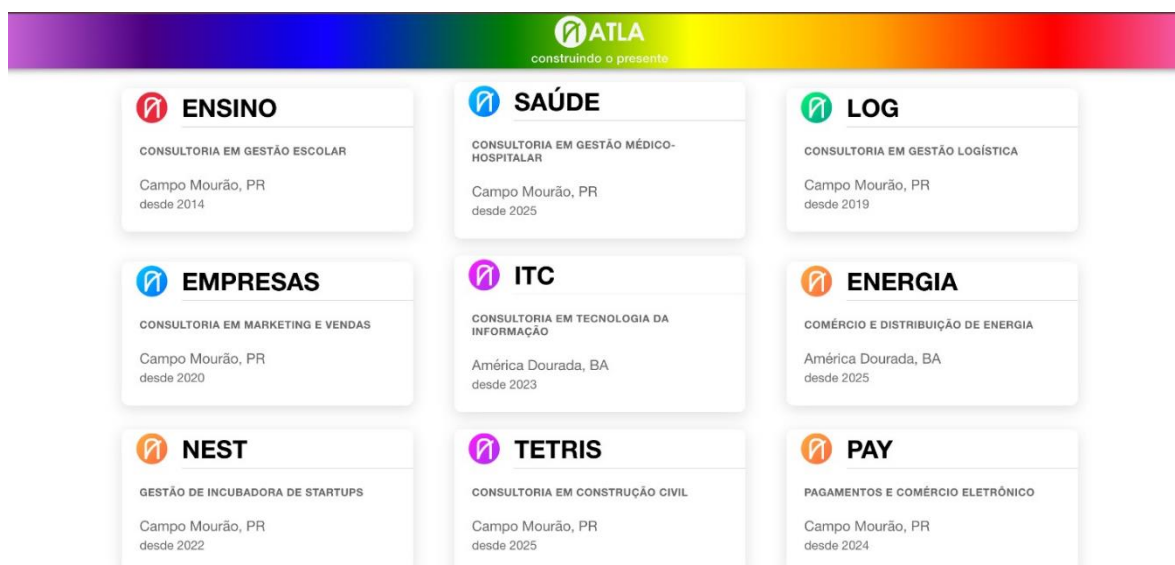 ATLA
construindo o presente
ENSINO
CONSULTORIA EM GESTÃO ESCOLAR
Campo Mourão, PR
desde 2014
SAÚDE
CONSULTORIA EM GESTÃO MÉDICO-
HOSPITALAR
Campo Mourão, PR
desde 2025
LOG
CONSULTORIA EM GESTÃO LOGÍSTICA
Campo Mourão, PR
desde 2019
EMPRESAS
CONSULTORIA EM MARKETING E VENDAS
Campo Mourão, PR
desde 2020
ITC
CONSULTORIA EM TECNOLOGIA DA
INFORMAÇÃO
América Dourada, BA
desde 2023
ENERGIA
COMÉRCIO E DISTRIBUIÇÃO DE ENERGIA
América Dourada, BA
desde 2025
NEST
GESTÃO DE INCUBADORA DE STARTUPS
Campo Mourão, PR
desde 2022
TETRIS
CONSULTORIA EM CONSTRUÇÃO CIVIL
Campo Mourão, PR
desde 2025
PAY
PAGAMENTOS E COMÉRCIO ELETRÔNICO
Campo Mourão, PR
desde 2024